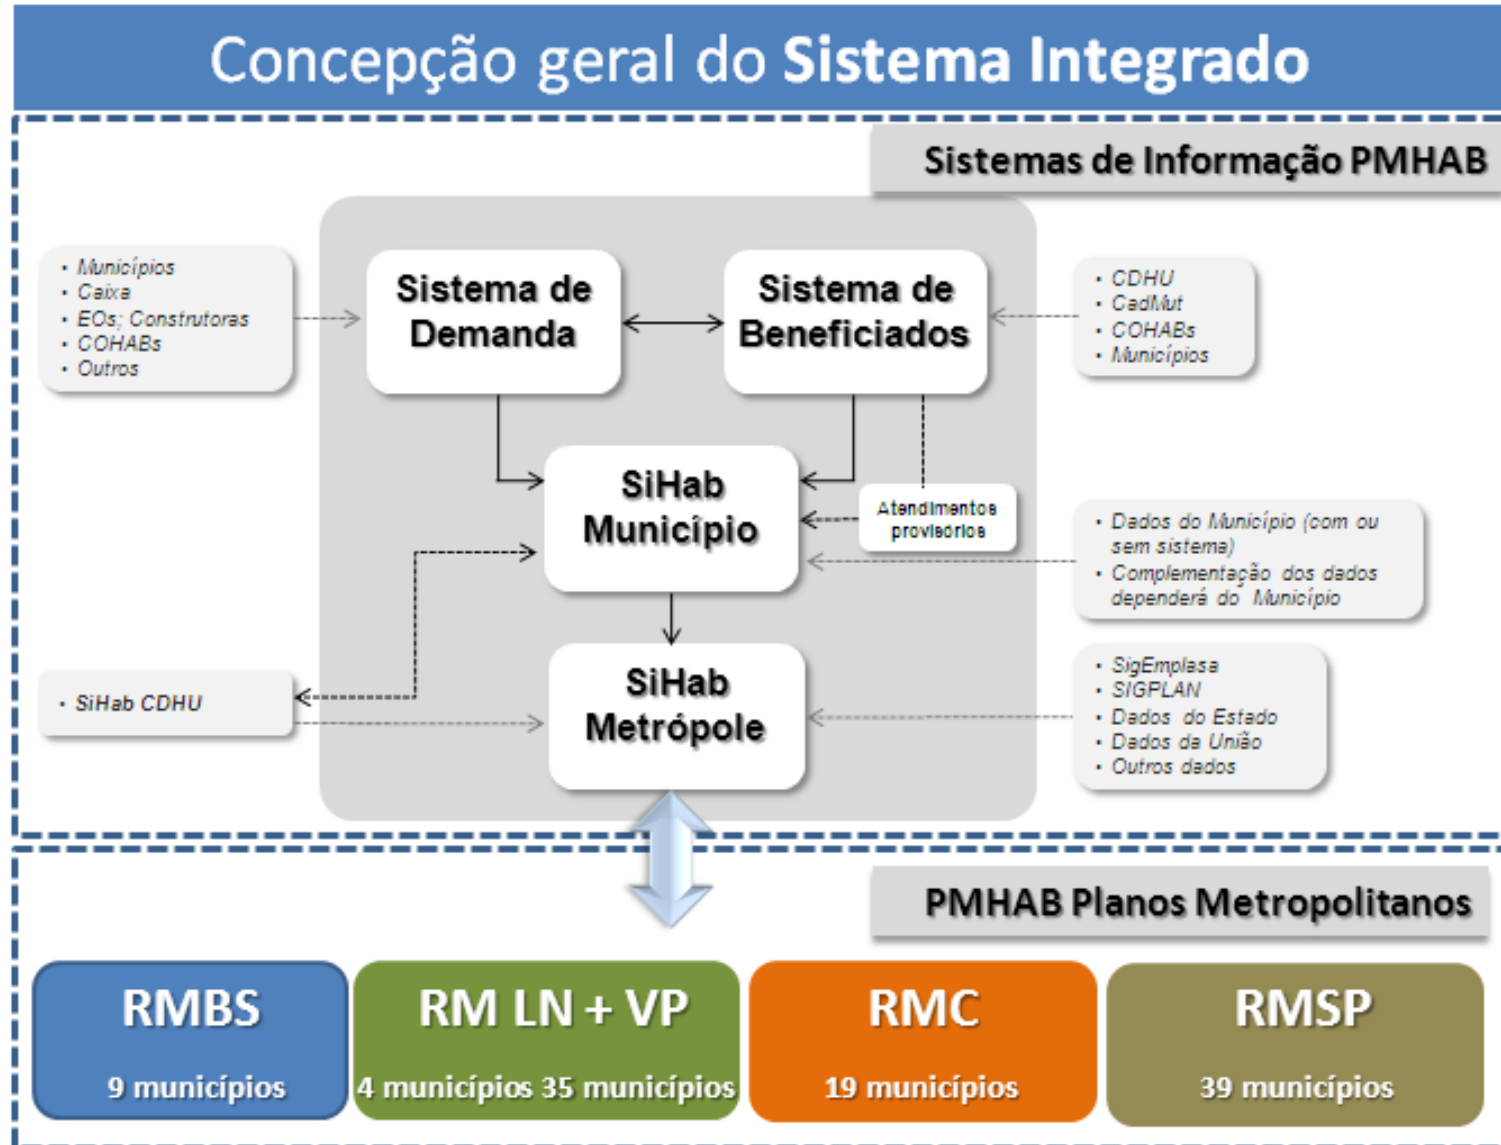 Concepção geral do Sistema Integrado
Sistemas de Informação PMHAB
• Municípios
• Caixa
• EOs; Construtoras
• COHABs
• Outros
Sistema de
Demanda
Sistema de
Beneficiados
• CDHU
• CadMut
• COHABs
• Municípios
SiHab
Município
Atendimentos
provisórios
• Dados do Município (com ou
sem sistema)
• Complementação dos dados
dependerá do Município
• SiHab CDHU
SiHab
Metrópole
• SigEmplasa
• SIGPLAN
• Dados do Estado
• Dados da União
• Outros dados
PMHAB Planos Metropolitanos
RMBS
9 municípios
RM LN + VP
4 municípios 35 municípios
RMC
19 municípios
RMSP
39 municípios